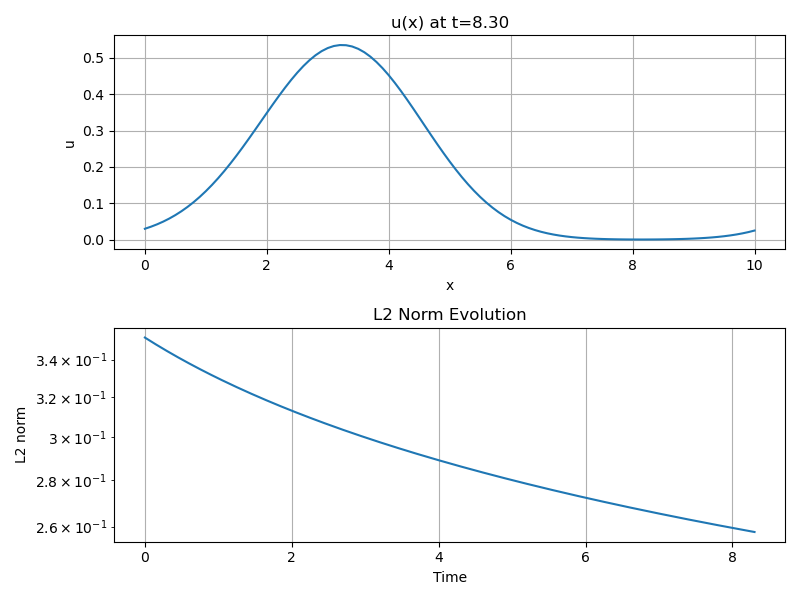 u(x) at t=8.30
0.5
0.4
0.3
0.2
0.1
0.0
u
0 2 4 6 8 10
x
L2 Norm Evolution
3.4 × 10⁻¹
3.2 × 10⁻¹
3 × 10⁻¹
2.8 × 10⁻¹
2.6 × 10⁻¹
L2 norm
0 2 4 6 8
Time